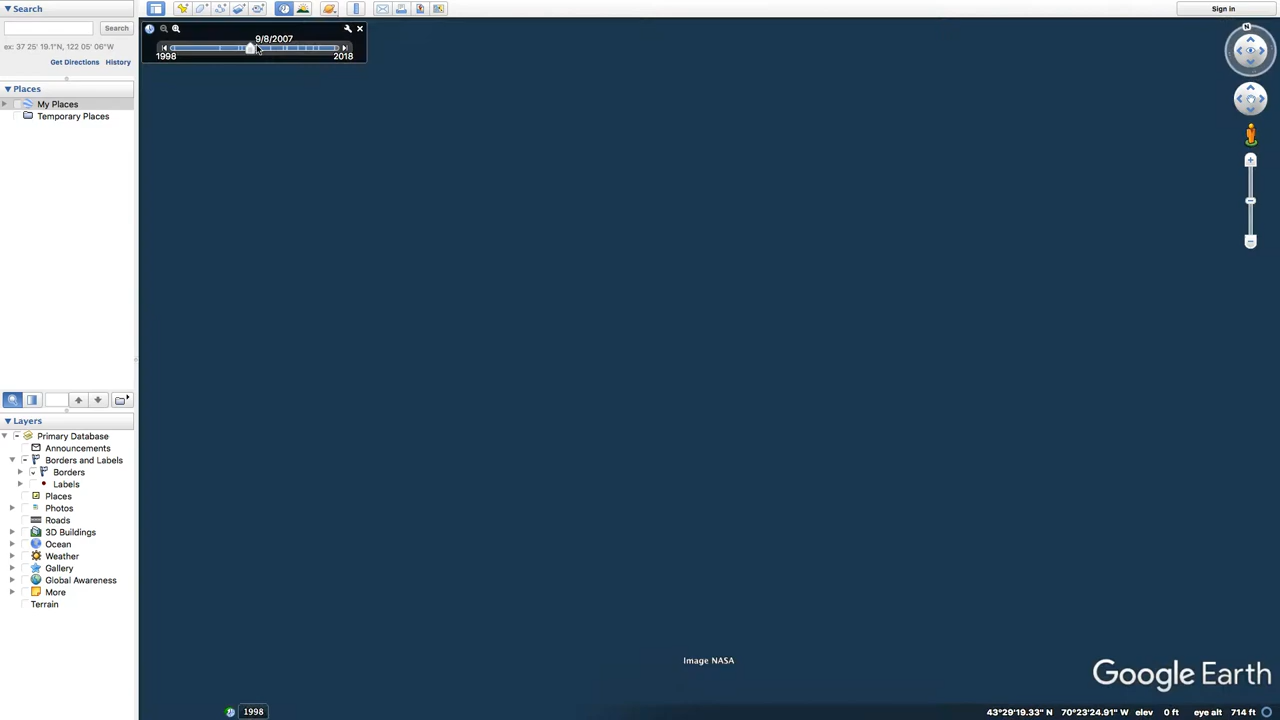 Search
Sign in
Search
ex: 37 25' 19.1"N, 122 05' 06"W
Get Directions
History
9/8/2007
1998
2018
N
Places
My Places
Temporary Places
Layers
Primary Database
Announcements
Borders and Labels
Borders
Labels
Places
Photos
Roads
3D Buildings
Ocean
Weather
Gallery
Global Awareness
More
Terrain
Image NASA
Google Earth
1998
43°29'19.33" N 70°23'24.91" W elev 0 ft eye alt 714 ft